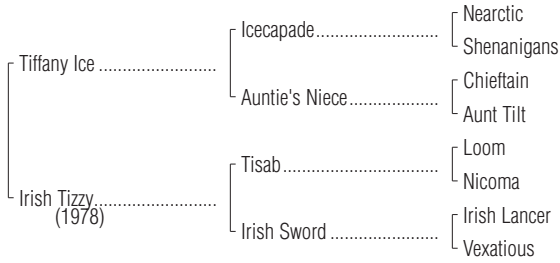 Nearctic
Icecapade
Shenanigans
Tiffany Ice
Chieftain
Auntie's Niece
Aunt Tilt
Loom
Tisab
Nicoma
Irish Tizzy
(1978)
Irish Lancer
Irish Sword
Vexatious